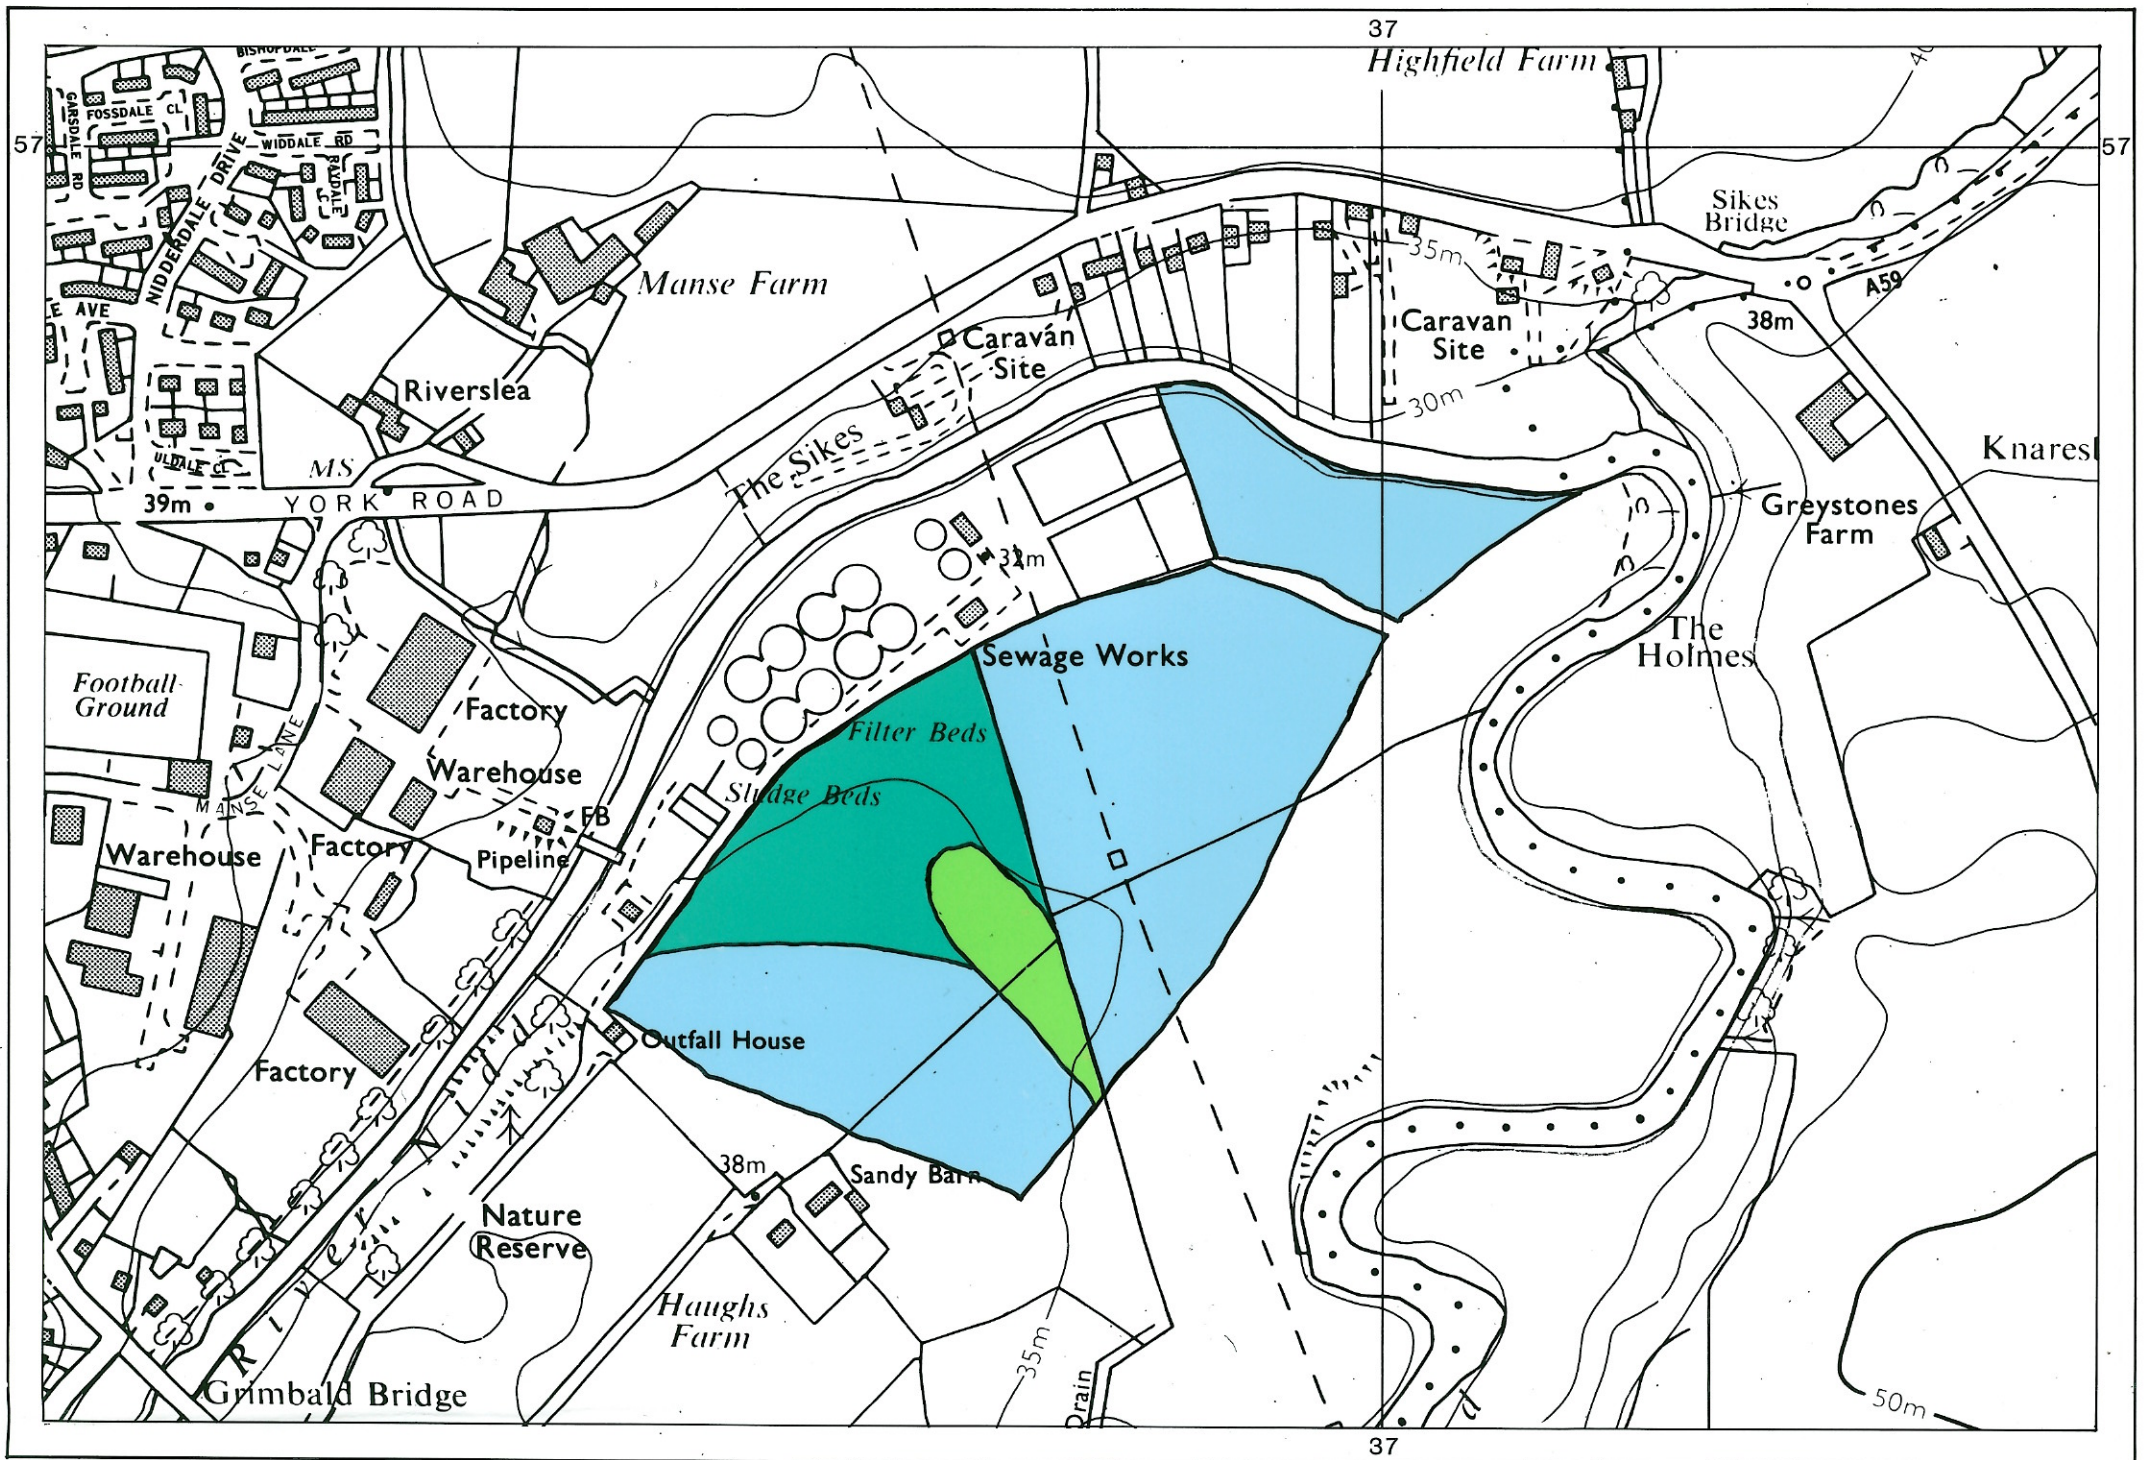 37
Highfield Farm
40
BISHOPDALE
GARSDALE RD
FOSSDALE CL
WIDDALE RD
RAYDALE
C
57
57
NIDDERDALE DRIVE
Sikes
Bridge
35m
Manse Farm
A59
E AVE
38m
Caraván
Site
Caravan
Site
Riverslea
30m
The Sikes
Knaresb
ULDALE CL
MS
39m
YORK ROAD
Greystones
Farm
32m
The
Holmes
Sewage Works
Football
Ground
Factory
Filter Beds
MANSE LANE
Warehouse
Sludge Beds
FB
Factory
Pipeline
Warehouse
Outfall House
Factory
38m
Sandy Barn
River Nidd
Nature
Reserve
Haughs
Farm
35m
Drain
d
50m
Grimbald Bridge
37